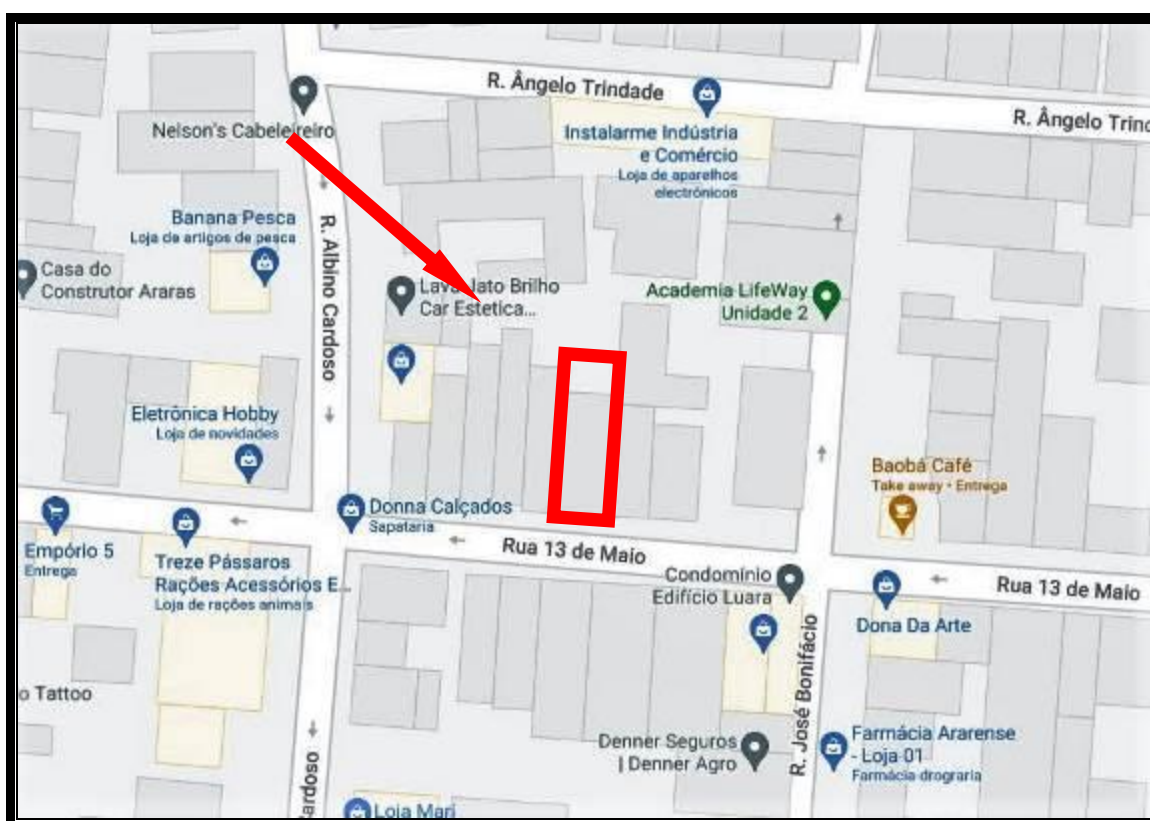 R. Ângelo Trindade
R. Ângelo Trind
Nelson's Cabeleireiro
Instalarme Indústria
e Comércio
Loja de aparelhos
electrónicos
Banana Pesca
Loja de artigos de pesca
R. Albino Cardoso
Casa do
Construtor Araras
Lava Jato Brilho
Car Estetica...
Academia LifeWay
Unidade 2
Eletrônica Hobby
Loja de novidades
Baobá Café
Take away • Entrega
Donna Calçados
Sapataria
Empório 5
Entrega
Treze Pássaros
Rações Acessórios E...
Loja de rações animais
Rua 13 de Maio
Condomínio
Edifício Luara
Rua 13 de Maio
Dona Da Arte
R. José Bonifácio
o Tattoo
Denner Seguros
| Denner Agro
Farmácia Ararense
- Loja 01
Farmácia drograria
ardoso
Loja Mari